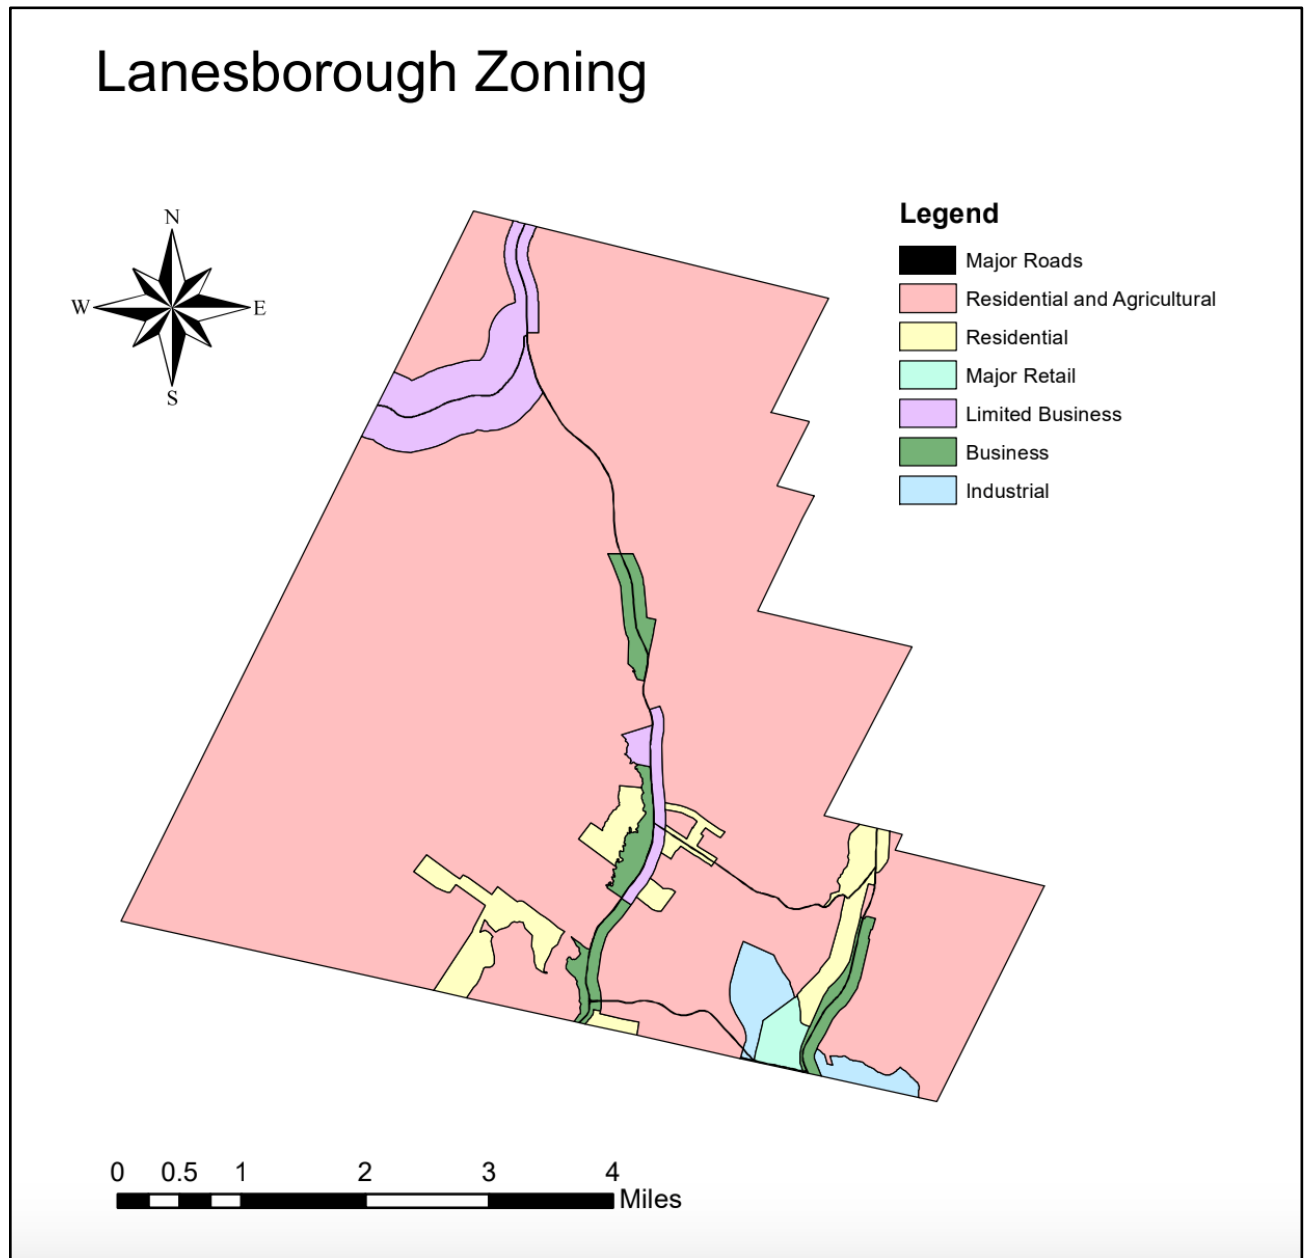 Lanesborough Zoning
N
W
E
S
Legend
Major Roads
Residential and Agricultural
Residential
Major Retail
Limited Business
Business
Industrial
0 0.5 1 2 3 4
Miles